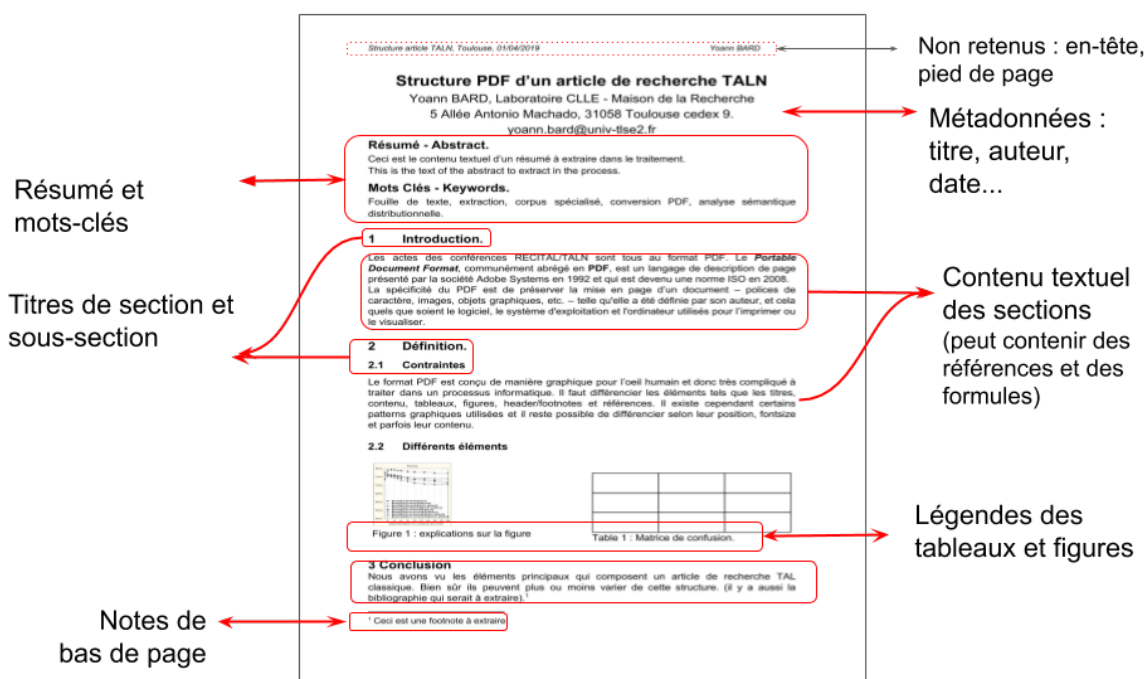 Structure article TALN, Toulouse, 01/04/2019 Yoann BARD
Non retenus : en-tête,
pied de page
Structure PDF d'un article de recherche TALN
Yoann BARD, Laboratoire CLLE - Maison de la Recherche
5 Allée Antonio Machado, 31058 Toulouse cedex 9.
yoann.bard@univ-tlse2.fr
Métadonnées :
titre, auteur,
date...
Résumé - Abstract.
Ceci est le contenu textuel d'un résumé à extraire dans le traitement.
This is the text of the abstract to extract in the process.
Mots Clés - Keywords.
Fouille de texte, extraction, corpus spécialisé, conversion PDF, analyse sémantique
distributionnelle.
Résumé et
mots-clés
1 Introduction.
Les actes des conférences RECITAL/TALN sont tous au format PDF. Le Portable
Document Format, communément abrégé en PDF, est un langage de description de page
présenté par la société Adobe Systems en 1992 et qui est devenu une norme ISO en 2008.
La spécificité du PDF est de préserver la mise en page d'un document – polices de
caractère, images, objets graphiques, etc. – telle qu'elle a été définie par son auteur, et cela
quels que soient le logiciel, le système d'exploitation et l'ordinateur utilisés pour l'imprimer ou
le visualiser.
Titres de section et
sous-section
Contenu textuel
des sections
(peut contenir des
références et des
formules)
2 Définition.
2.1 Contraintes
Le format PDF est conçu de manière graphique pour l'oeil humain et donc très compliqué à
traiter dans un processus informatique. Il faut différencier les éléments tels que les titres,
contenu, tableaux, figures, header/footnotes et références. Il existe cependant certains
patterns graphiques utilisées et il reste possible de différencier selon leur position, fontsize
et parfois leur contenu.
2.2 Différents éléments
Figure 1 : explications sur la figure
Table 1 : Matrice de confusion.
Légendes des
tableaux et figures
3 Conclusion
Nous avons vu les éléments principaux qui composent un article de recherche TAL
classique. Bien sûr ils peuvent plus ou moins varier de cette structure. (il y a aussi la
bibliographie qui serait à extraire).¹
¹ Ceci est une footnote à extraire
Notes de
bas de page